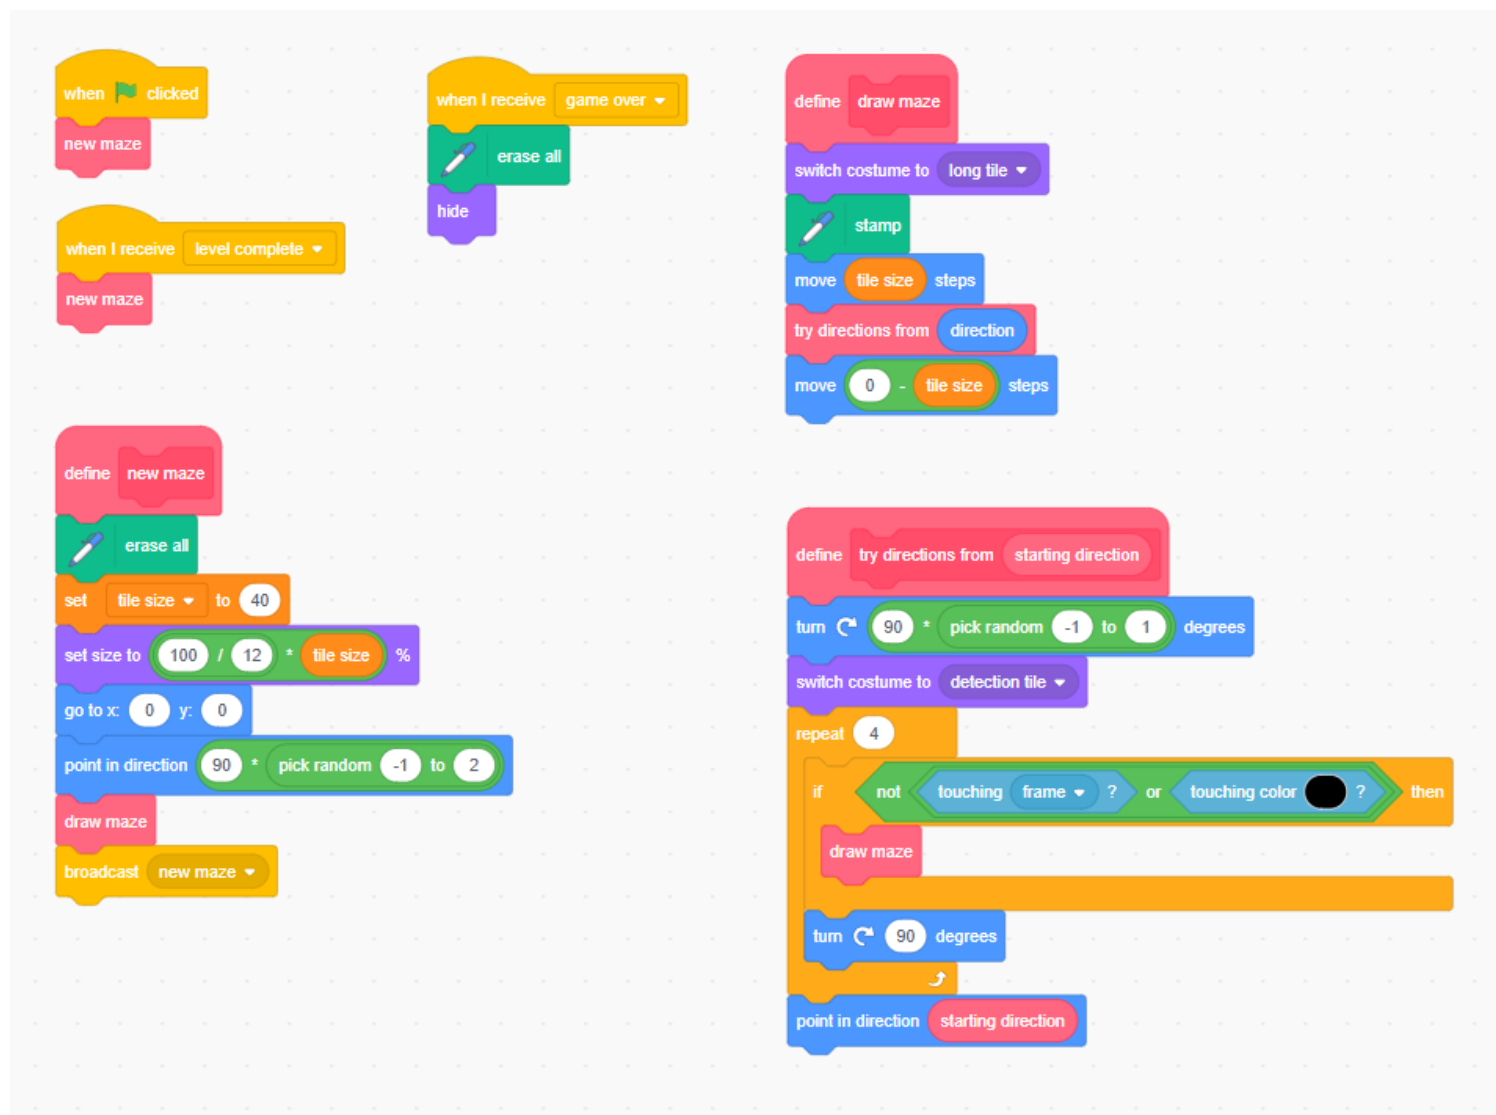 when clicked
new maze
when I receive level complete
new maze
when I receive game over
erase all
hide
define new maze
erase all
set tile size to 40
set size to 100 / 12 * tile size %
go to x: 0 y: 0
point in direction 90 * pick random -1 to 2
draw maze
broadcast new maze
define draw maze
switch costume to long tile
stamp
move tile size steps
try directions from direction
move 0 - tile size steps
define try directions from starting direction
turn 90 * pick random -1 to 1 degrees
switch costume to detection tile
repeat 4
if not touching frame ? or touching color ? then
draw maze
turn 90 degrees
point in direction starting direction